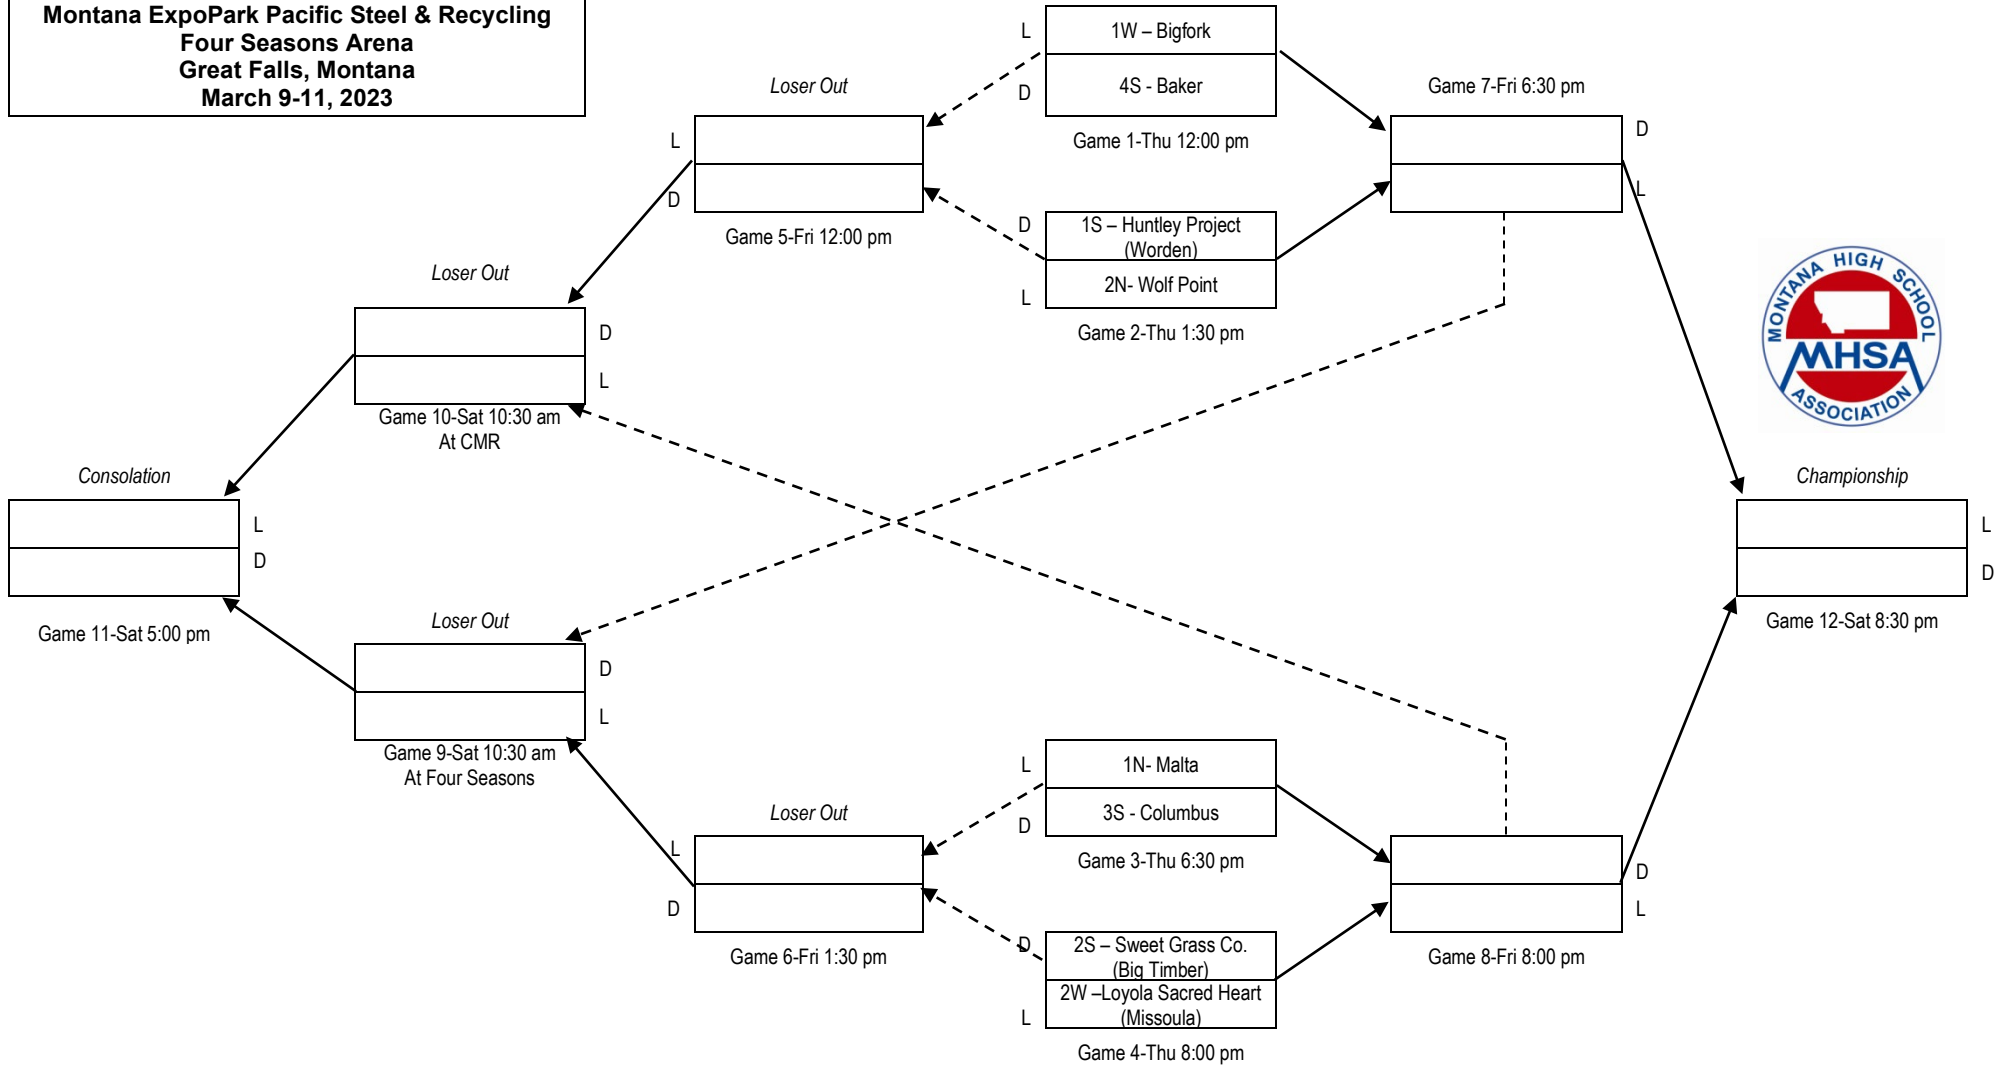 Montana ExpoPark Pacific Steel & Recycling
Four Seasons Arena
Great Falls, Montana
March 9-11, 2023
L
1W – Bigfork
D
4S - Baker
Game 1-Thu 12:00 pm
Loser Out
L
D
Game 5-Fri 12:00 pm
Game 7-Fri 6:30 pm
D
L
D
1S – Huntley Project
(Worden)
L
2N- Wolf Point
Game 2-Thu 1:30 pm
Loser Out
D
L
Game 10-Sat 10:30 am
At CMR
MONTANA HIGH SCHOOL
MHSA
ASSOCIATION
Consolation
L
D
Game 11-Sat 5:00 pm
Championship
L
D
Game 12-Sat 8:30 pm
Loser Out
D
L
Game 9-Sat 10:30 am
At Four Seasons
L
1N- Malta
D
3S - Columbus
Game 3-Thu 6:30 pm
Loser Out
L
D
Game 6-Fri 1:30 pm
D
L
Game 8-Fri 8:00 pm
D
2S – Sweet Grass Co.
(Big Timber)
L
2W –Loyola Sacred Heart
(Missoula)
Game 4-Thu 8:00 pm